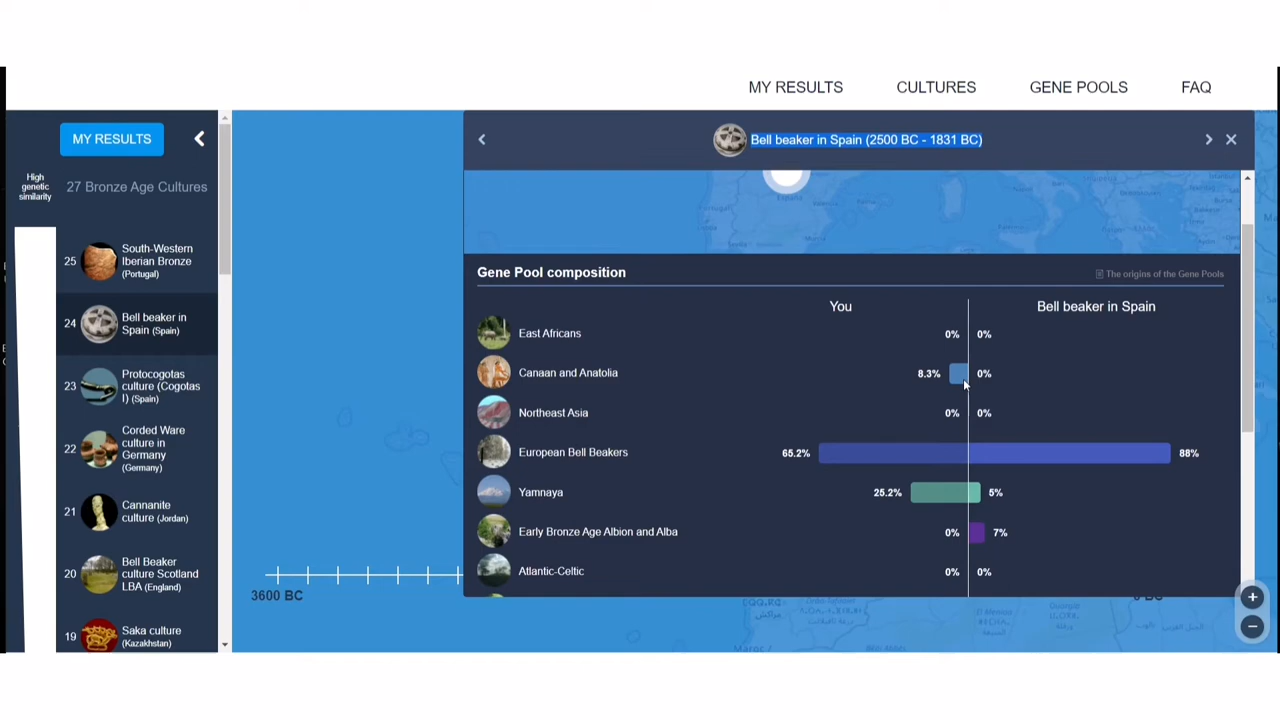 MY RESULTS
CULTURES
GENE POOLS
FAQ
MY RESULTS
High
genetic
similarity
27 Bronze Age Cultures
25
South-Western
Iberian Bronze
(Portugal)
24
Bell beaker in
Spain (Spain)
23
Protocogotas
culture (Cogotas
I) (Spain)
22
Corded Ware
culture in
Germany
(Germany)
21
Cannanite
culture (Jordan)
20
Bell Beaker
culture Scotland
LBA (England)
19
Saka culture
(Kazakhstan)
3600 BC
Bell beaker in Spain (2500 BC - 1831 BC)
España
Portugal
Gene Pool composition
The origins of the Gene Pools
You
Bell beaker in Spain
East Africans 0% 0%
Canaan and Anatolia 8.3% 0%
Northeast Asia 0% 0%
European Bell Beakers 65.2% 88%
Yamnaya 25.2% 5%
Early Bronze Age Albion and Alba 0% 7%
Atlantic-Celtic 0% 0%
Maroc /